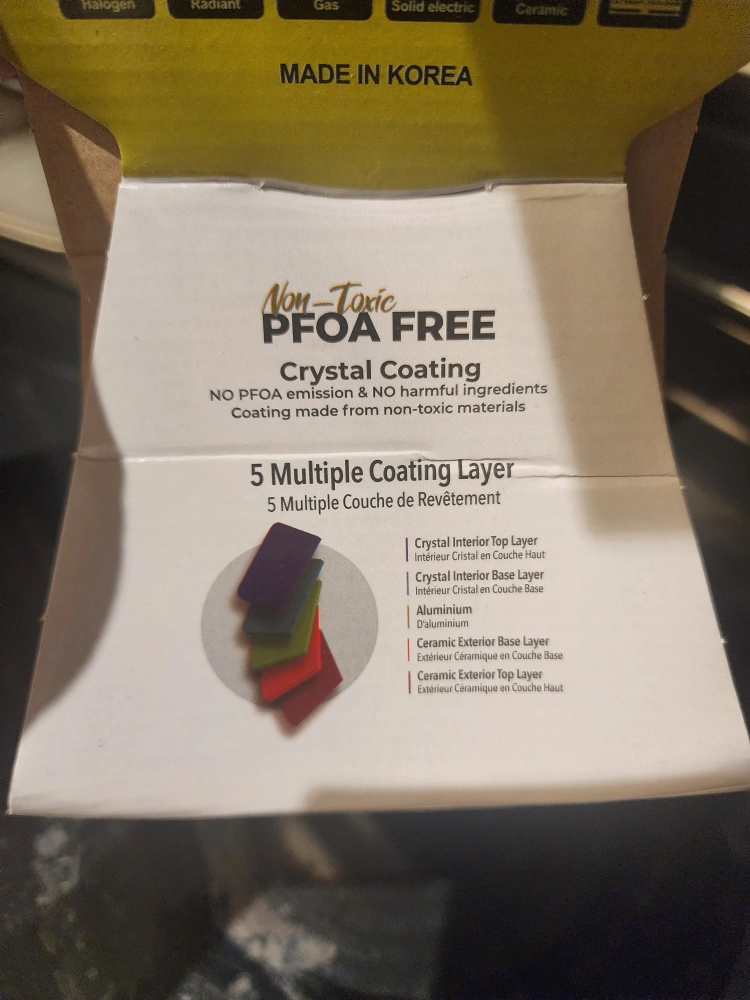 Halogen
Radiant
Gas
Solid electric
Ceramic
MADE IN KOREA
Non-Toxic
PFOA FREE
Crystal Coating
NO PFOA emission & NO harmful ingredients
Coating made from non-toxic materials
5 Multiple Coating Layer
5 Multiple Couche de Revêtement
Crystal Interior Top Layer
Intérieur Cristal en Couche Haut
Crystal Interior Base Layer
Intérieur Cristal en Couche Base
Aluminium
D'aluminium
Ceramic Exterior Base Layer
Extérieur Céramique en Couche Base
Ceramic Exterior Top Layer
Extérieur Céramique en Couche Haut